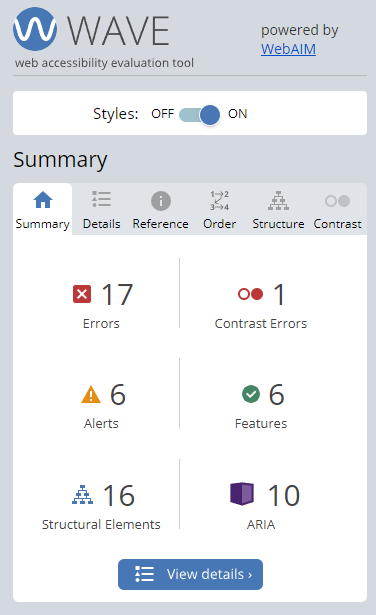 WAVE
web accessibility evaluation tool
powered by
WebAIM
Styles: OFF ON
Summary
Summary Details Reference Order Structure Contrast
17
Errors
1
Contrast Errors
6
Alerts
6
Features
16
Structural Elements
10
ARIA
View details ›